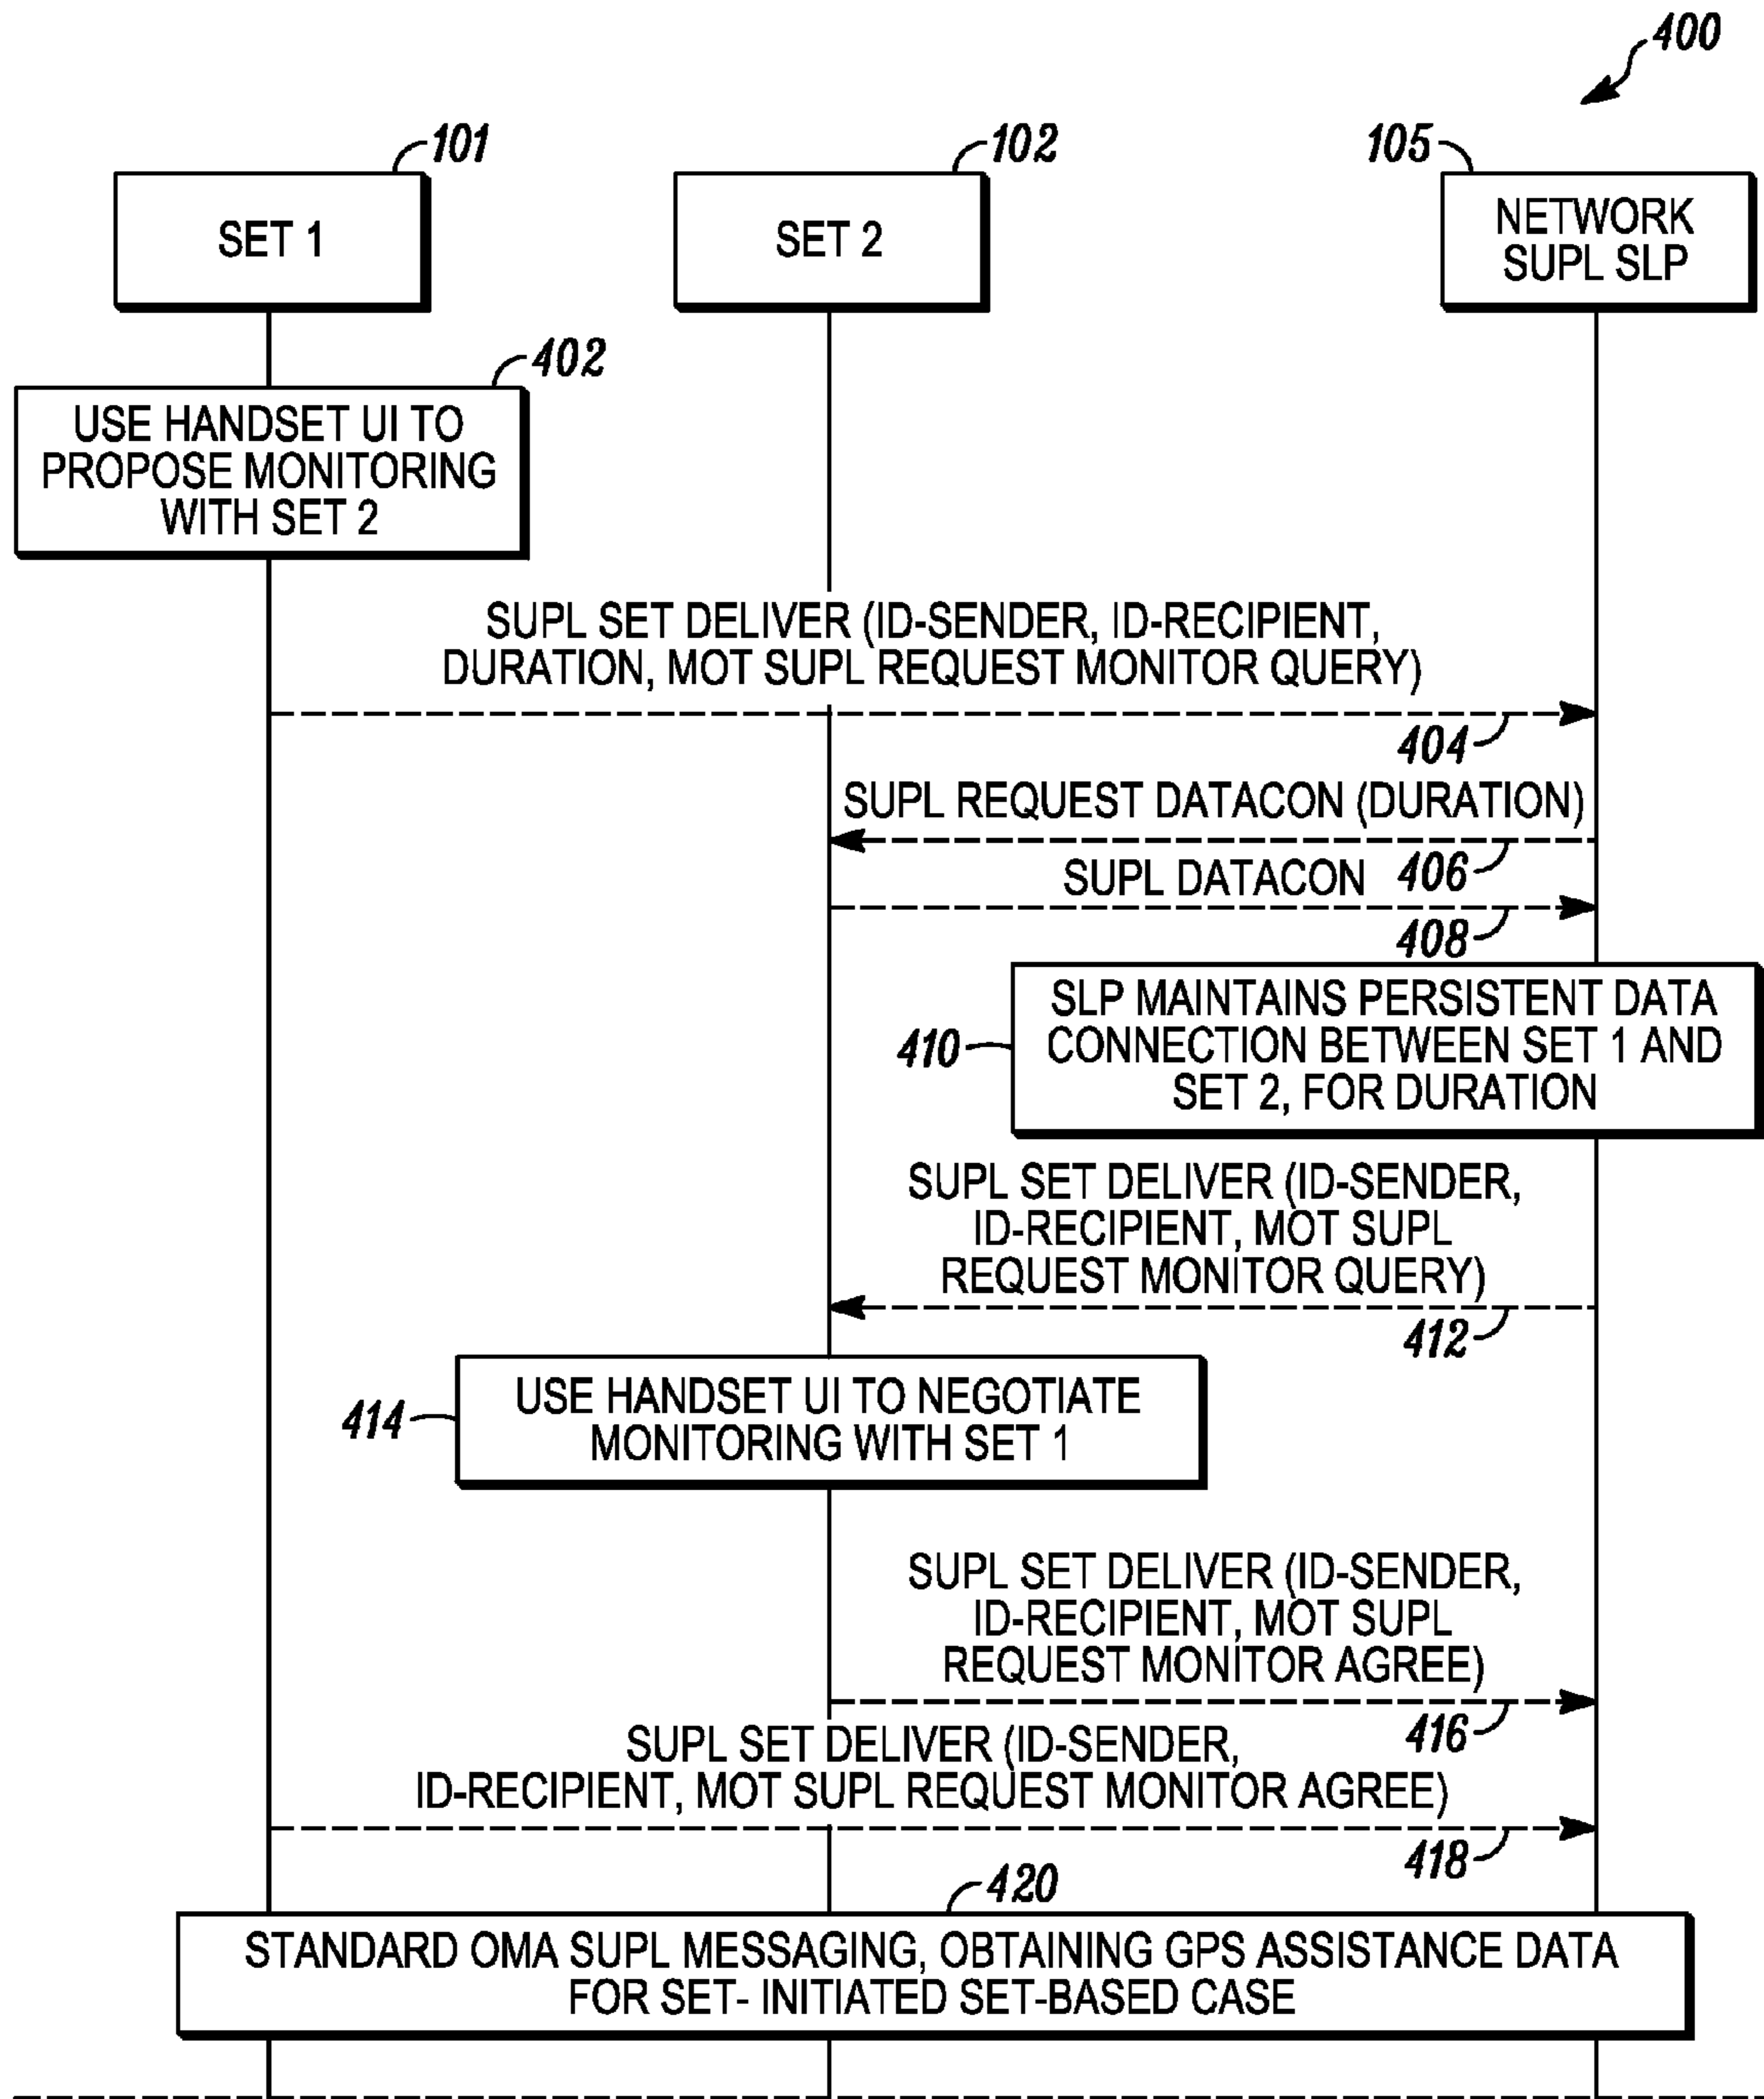 400
101
102
105
SET 1
SET 2
NETWORK
SUPL SLP
402
USE HANDSET UI TO
PROPOSE MONITORING
WITH SET 2
SUPL SET DELIVER (ID-SENDER, ID-RECIPIENT,
DURATION, MOT SUPL REQUEST MONITOR QUERY)
404
SUPL REQUEST DATACON (DURATION)
406
SUPL DATACON
408
SLP MAINTAINS PERSISTENT DATA
CONNECTION BETWEEN SET 1 AND
SET 2, FOR DURATION
410
SUPL SET DELIVER (ID-SENDER,
ID-RECIPIENT, MOT SUPL
REQUEST MONITOR QUERY)
412
USE HANDSET UI TO NEGOTIATE
MONITORING WITH SET 1
414
SUPL SET DELIVER (ID-SENDER,
ID-RECIPIENT, MOT SUPL
REQUEST MONITOR AGREE)
416
SUPL SET DELIVER (ID-SENDER,
ID-RECIPIENT, MOT SUPL REQUEST MONITOR AGREE)
418
420
STANDARD OMA SUPL MESSAGING, OBTAINING GPS ASSISTANCE DATA
FOR SET- INITIATED SET-BASED CASE